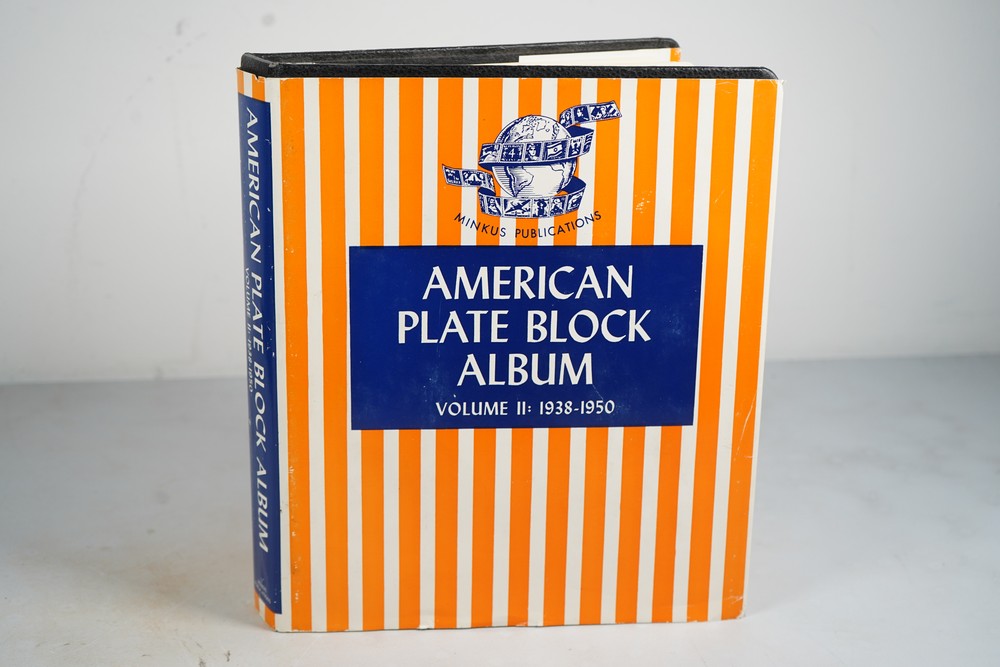 MINKUS PUBLICATIONS
AMERICAN
PLATE BLOCK
ALBUM
VOLUME II: 1938-1950
AMERICAN PLATE BLOCK ALBUM
VOLUME II: 1938-1950